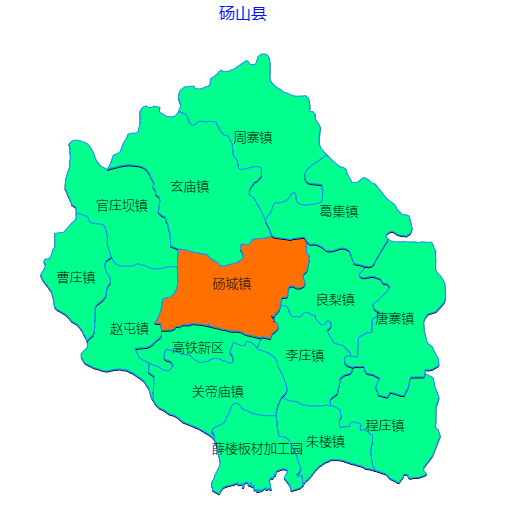 砀山县
周寨镇
玄庙镇
官庄坝镇
葛集镇
曹庄镇
砀城镇
良梨镇
唐寨镇
赵屯镇
高铁新区
李庄镇
关帝庙镇
程庄镇
朱楼镇
薛楼板材加工园